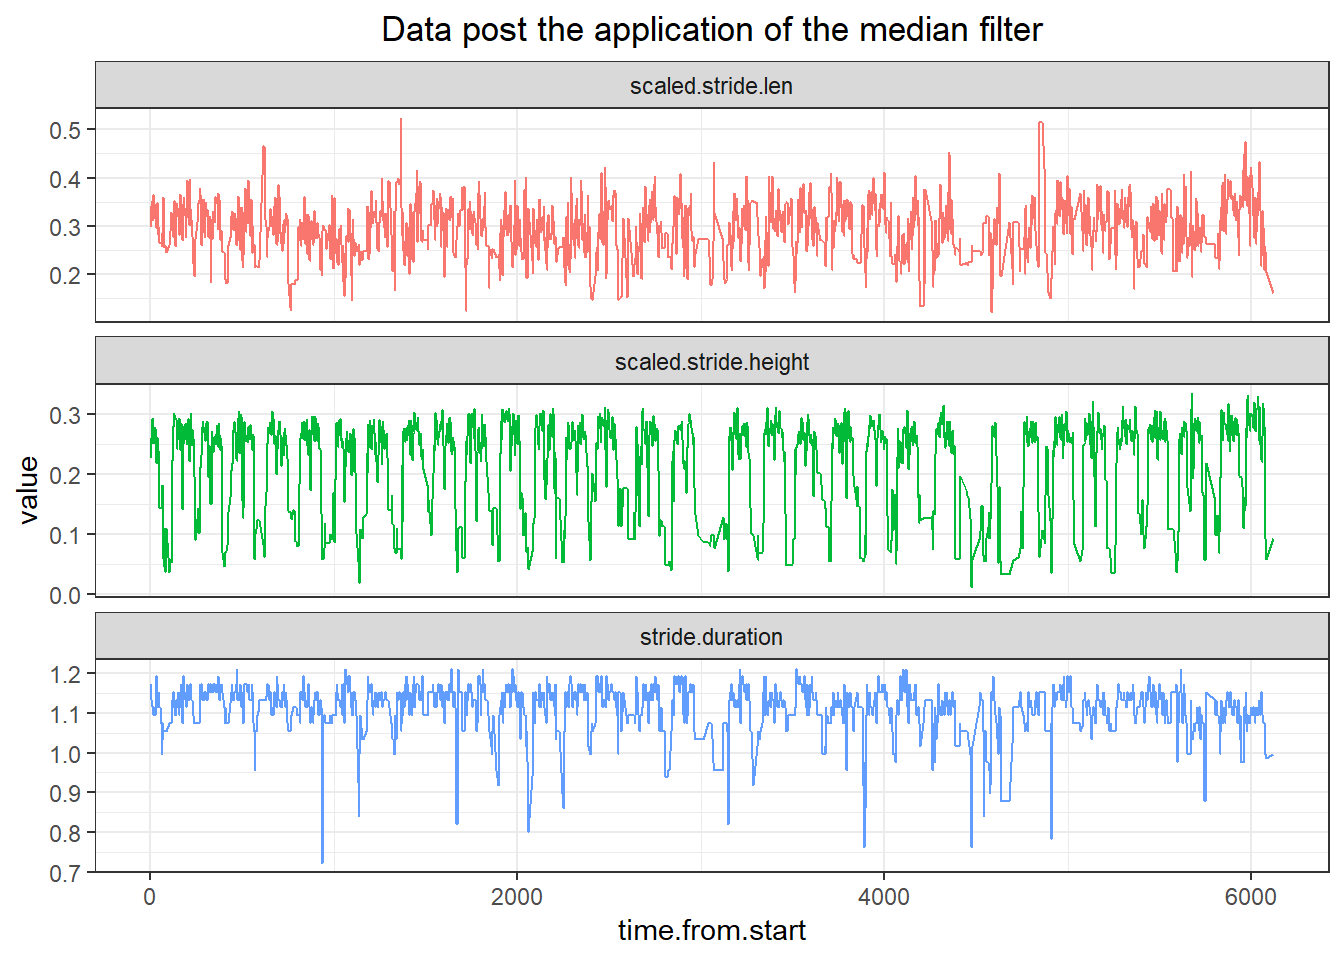 Data post the application of the median filter
scaled.stride.len
0.5
0.4
0.3
0.2
scaled.stride.height
0.3
0.2
0.1
0.0
value
stride.duration
1.2
1.1
1.0
0.9
0.8
0.7
0 2000 4000 6000
time.from.start